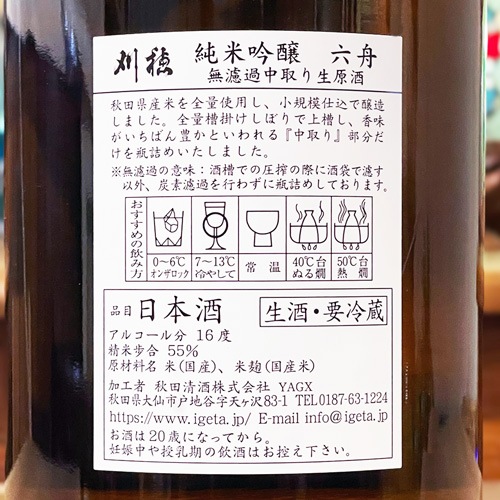 刈穂 純米吟醸 六舟
無濾過中取り生原酒
秋田県産米を全量使用し、小規模仕込で醸造
しました。全量槽掛けしぼりで上槽し、香味
がいちばん豊かといわれる『中取り』部分だ
けを瓶詰めいたしました。
※無濾過の意味：酒槽での圧搾の際に酒袋で濾す
以外、炭素濾過を行わずに瓶詰めしております。
おすすめの飲み方
0~6℃ オンザロック
7~13℃ 冷やして
常温
40℃台 ぬる燗
50℃台 熱燗
品目 日本酒
生酒・要冷蔵
アルコール分 16度
精米歩合 55%
原材料名 米(国産)、米麹(国産米)
加工者 秋田清酒株式会社 YAGX
秋田県大仙市戸地谷字天ヶ沢83-1 TEL0187-63-1224
https://www.igeta.jp/ E-mail info@igeta.jp
お酒は20歳になってから。
妊娠中や授乳期の飲酒はお控え下さい。